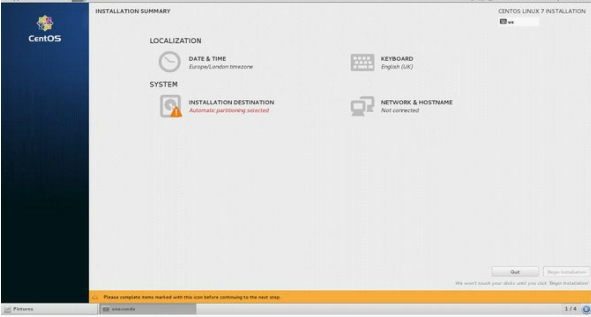 INSTALLATION SUMMARY
CENTOS LINUX 7 INSTALLATION
CentOS
LOCALIZATION
DATE & TIME
Europe/London timezone
KEYBOARD
English (UK)
SYSTEM
INSTALLATION DESTINATION
Automatic partitioning selected
NETWORK & HOSTNAME
Not connected
Quit
Begin Installation
We won't touch your disks until you click 'Begin Installation'
Please complete items marked with this icon before continuing to the next step.
Pictures
anaconda
1 / 4